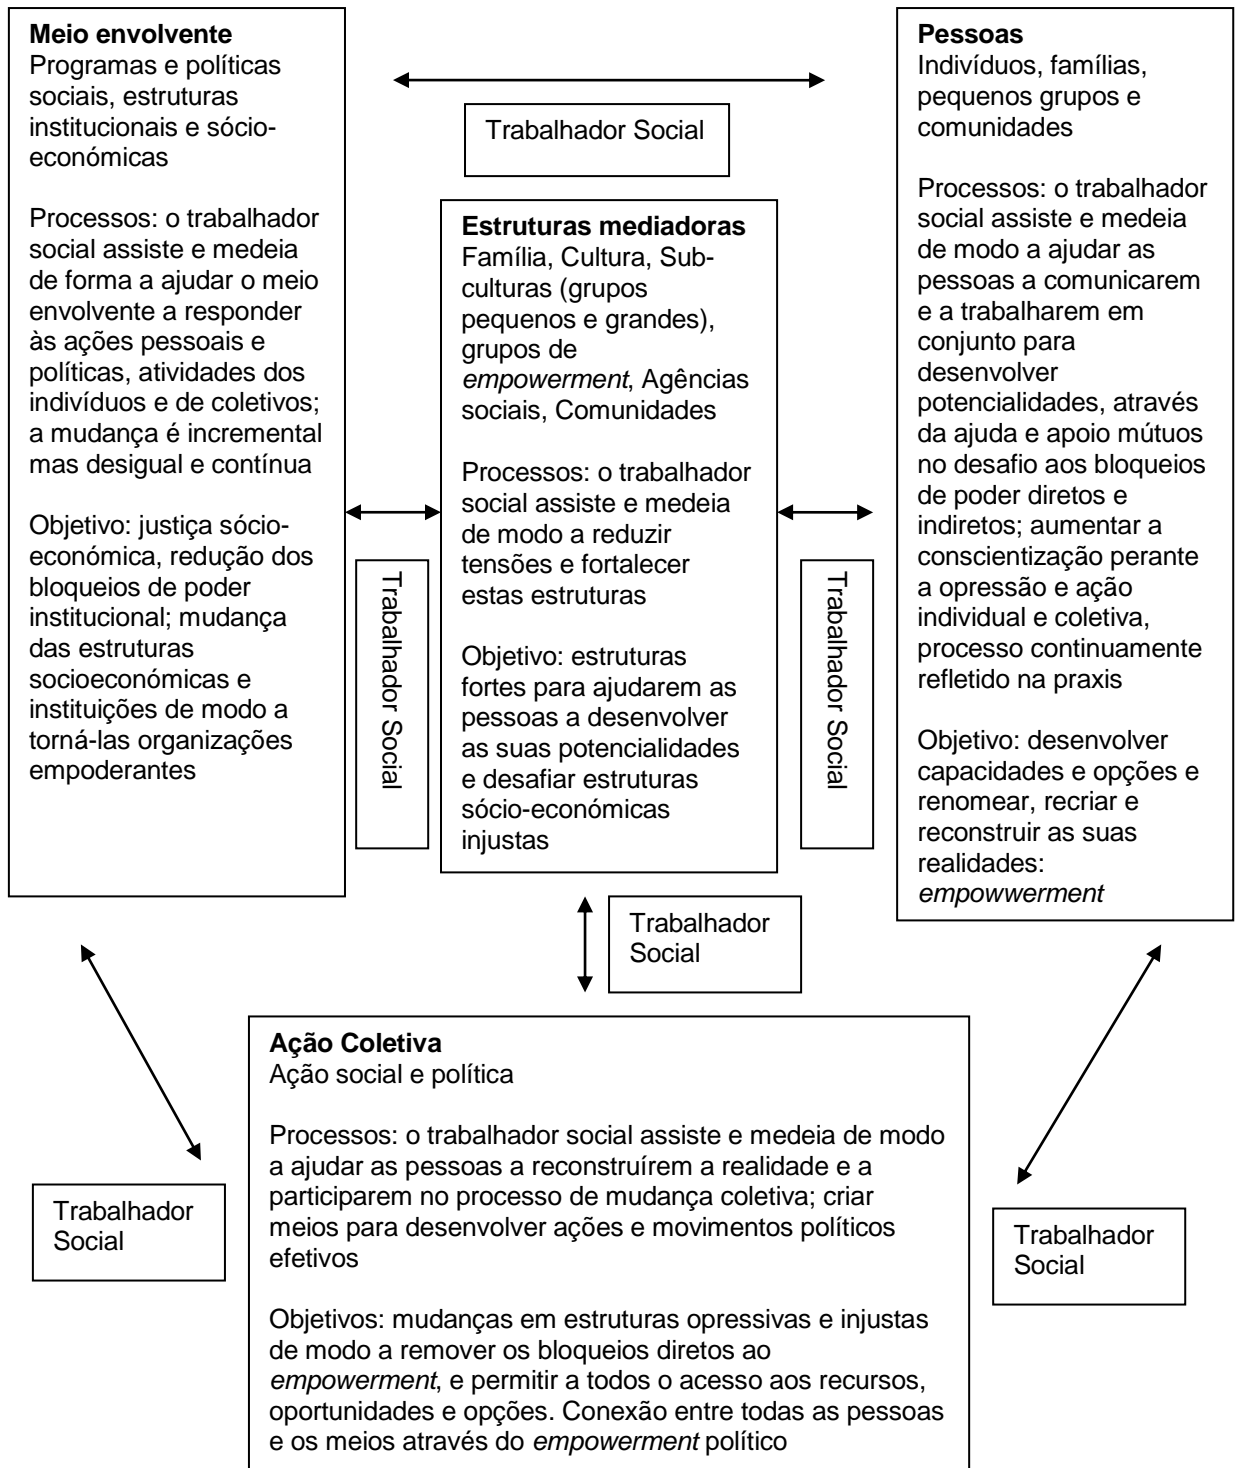 Meio envolvente
Programas e políticas
sociais, estruturas
institucionais e sócio-
económicas
Processos: o trabalhador
social assiste e medeia
de forma a ajudar o meio
envolvente a responder
às ações pessoais e
políticas, atividades dos
indivíduos e de coletivos;
a mudança é incremental
mas desigual e contínua
Objetivo: justiça sócio-
económica, redução dos
bloqueios de poder
institucional; mudança
das estruturas
socioeconómicas e
instituições de modo a
torná-las organizações
empoderantes
Trabalhador Social
Trabalhador Social
Estruturas mediadoras
Família, Cultura, Sub-
culturas (grupos
pequenos e grandes),
grupos de
empowerment, Agências
sociais, Comunidades
Processos: o trabalhador
social assiste e medeia
de modo a reduzir
tensões e fortalecer
estas estruturas
Objetivo: estruturas
fortes para ajudarem as
pessoas a desenvolver
as suas potencialidades
e desafiar estruturas
sócio-económicas
injustas
Trabalhador Social
Pessoas
Indivíduos, famílias,
pequenos grupos e
comunidades
Processos: o trabalhador
social assiste e medeia
de modo a ajudar as
pessoas a comunicarem
e a trabalharem em
conjunto para
desenvolver
potencialidades, através
da ajuda e apoio mútuos
no desafio aos bloqueios
de poder diretos e
indiretos; aumentar a
conscientização perante
a opressão e ação
individual e coletiva,
processo continuamente
refletido na praxis
Objetivo: desenvolver
capacidades e opções e
renomear, recriar e
reconstruir as suas
realidades:
empowwerment
Trabalhador
Social
Ação Coletiva
Ação social e política
Processos: o trabalhador social assiste e medeia de modo
a ajudar as pessoas a reconstruírem a realidade e a
participarem no processo de mudança coletiva; criar
meios para desenvolver ações e movimentos políticos
efetivos
Objetivos: mudanças em estruturas opressivas e injustas
de modo a remover os bloqueios diretos ao
empowerment, e permitir a todos o acesso aos recursos,
oportunidades e opções. Conexão entre todas as pessoas
e os meios através do empowerment político
Trabalhador
Social
Trabalhador
Social